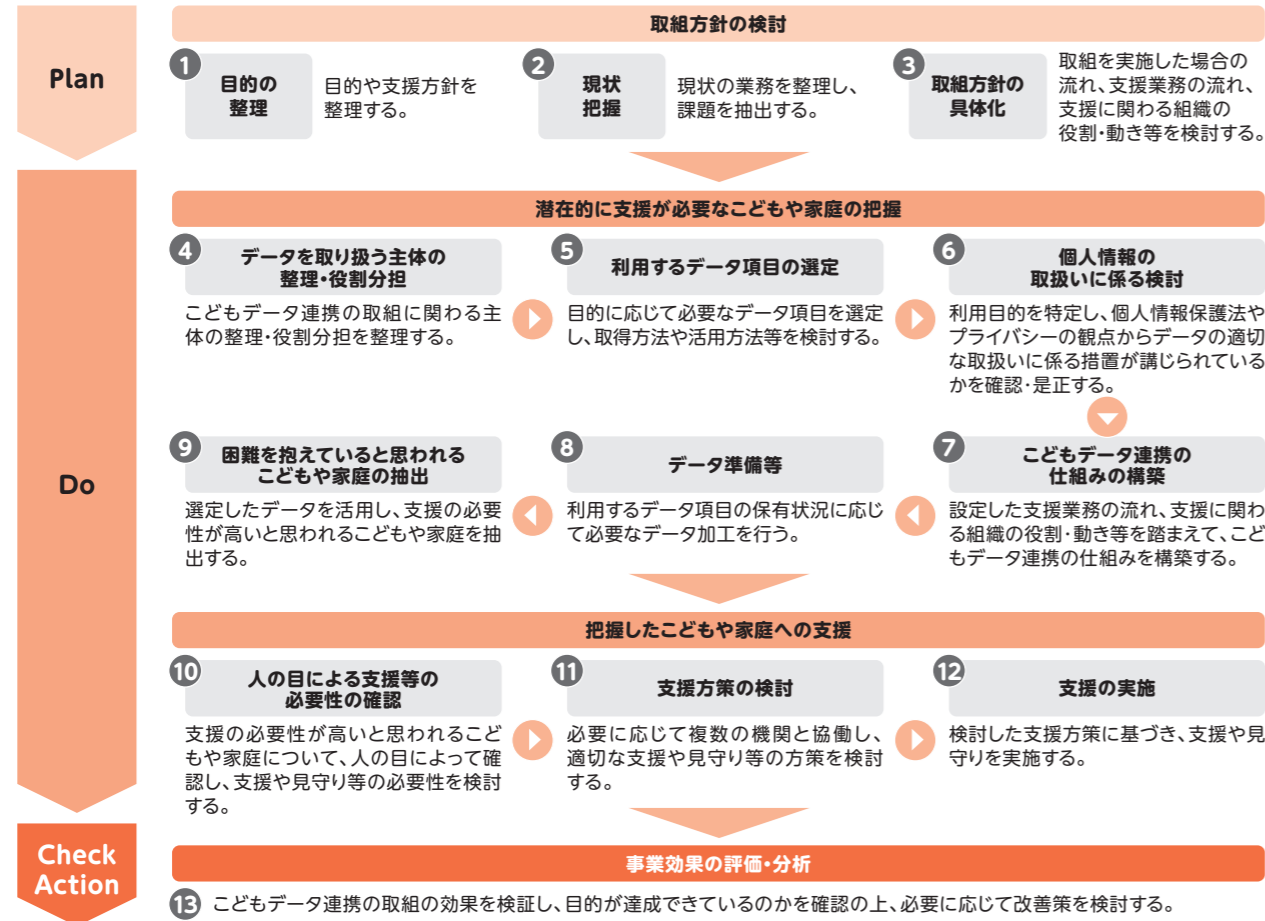 Plan
取組方針の検討
1
目的の
整理
目的や支援方針を
整理する。
2
現状
把握
現状の業務を整理し、
課題を抽出する。
3
取組方針の
具体化
取組を実施した場合の
流れ、支援業務の流れ、
支援に関わる組織の
役割・動き等を検討する。
Do
潜在的に支援が必要なこどもや家庭の把握
4
データを取り扱う主体の
整理・役割分担
こどもデータ連携の取組に関わる主
体の整理・役割分担を整理する。
5
利用するデータ項目の選定
目的に応じて必要なデータ項目を選定
し、取得方法や活用方法等を検討する。
6
個人情報の
取扱いに係る検討
利用目的を特定し、個人情報保護法や
プライバシーの観点からデータの適切
な取扱いに係る措置が講じられている
かを確認・是正する。
7
こどもデータ連携の
仕組みの構築
設定した支援業務の流れ、支援に関わ
る組織の役割・動き等を踏まえて、こど
もデータ連携の仕組みを構築する。
8
データ準備等
利用するデータ項目の保有状況に応じ
て必要なデータ加工を行う。
9
困難を抱えていると思われる
こどもや家庭の抽出
選定したデータを活用し、支援の必要
性が高いと思われるこどもや家庭を抽
出する。
把握したこどもや家庭への支援
10
人の目による支援等の
必要性の確認
支援の必要性が高いと思われるこど
もや家庭について、人の目によって確
認し、支援や見守り等の必要性を検討
する。
11
支援方策の検討
必要に応じて複数の機関と協働し、
適切な支援や見守り等の方策を検討
する。
12
支援の実施
検討した支援方策に基づき、支援や見
守りを実施する。
Check
Action
事業効果の評価・分析
13 こどもデータ連携の取組の効果を検証し、目的が達成できているのかを確認の上、必要に応じて改善策を検討する。